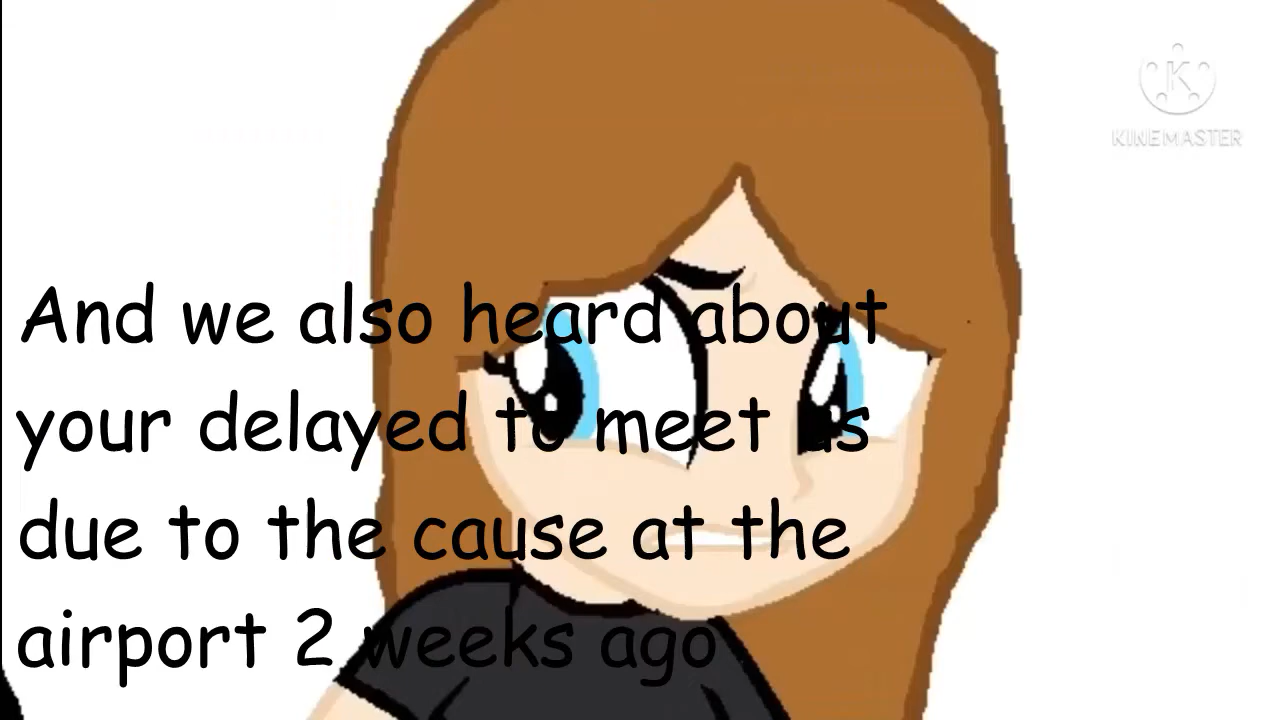 And we also heard about
your delayed to meet us
due to the cause at the
airport 2 weeks ago
K
KINEMASTER